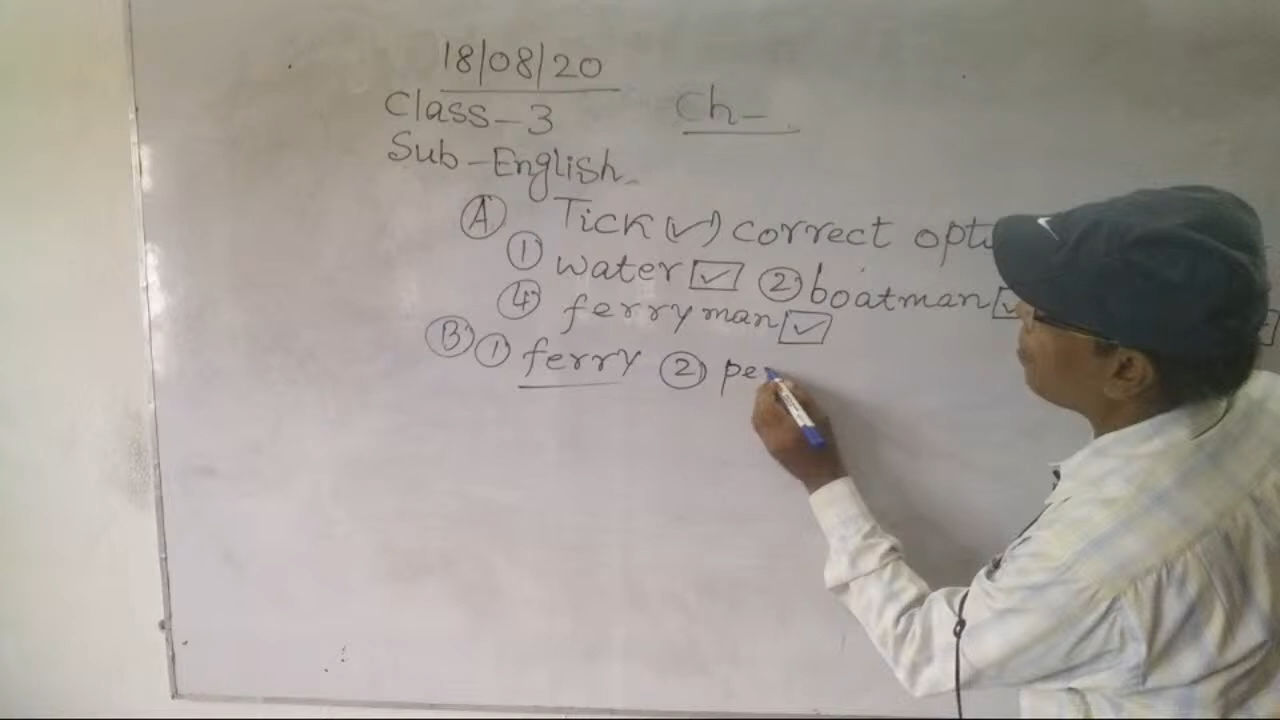 18/08/20
Class-3 Ch-
Sub-English.
Ⓐ Tick (✓) correct opti
① water ☑ ② boatman ☑
④ ferryman ☑
Ⓑ ① ferry ② pe